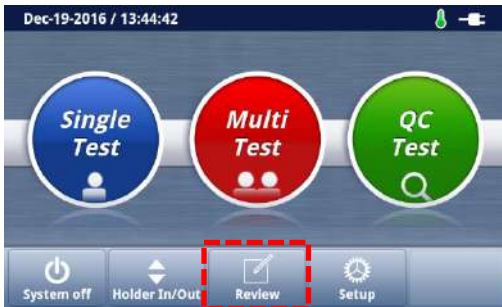 Dec-19-2016 / 13:44:42
Single
Test
Multi
Test
QC
Test
System off
Holder In/Out
Review
Setup